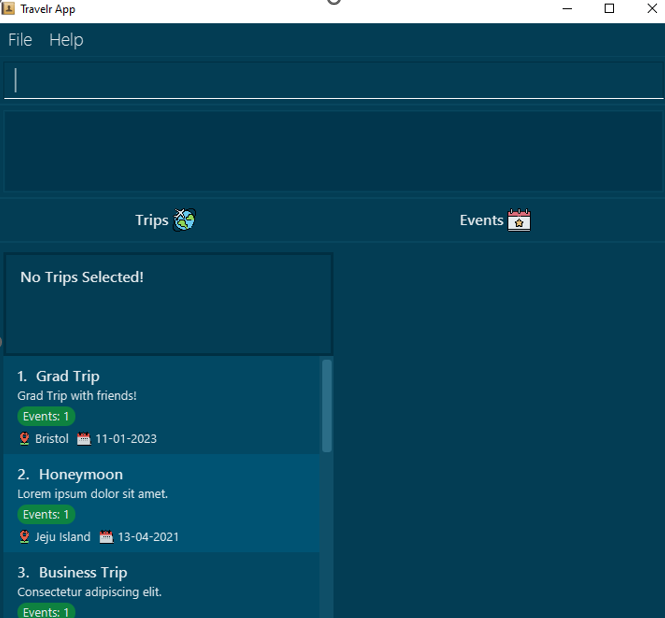 Travelr App
File Help
Trips Events
No Trips Selected!
1. Grad Trip
Grad Trip with friends!
Events: 1
Bristol 11-01-2023
2. Honeymoon
Lorem ipsum dolor sit amet.
Events: 1
Jeju Island 13-04-2021
3. Business Trip
Consectetur adipiscing elit.
Events: 1